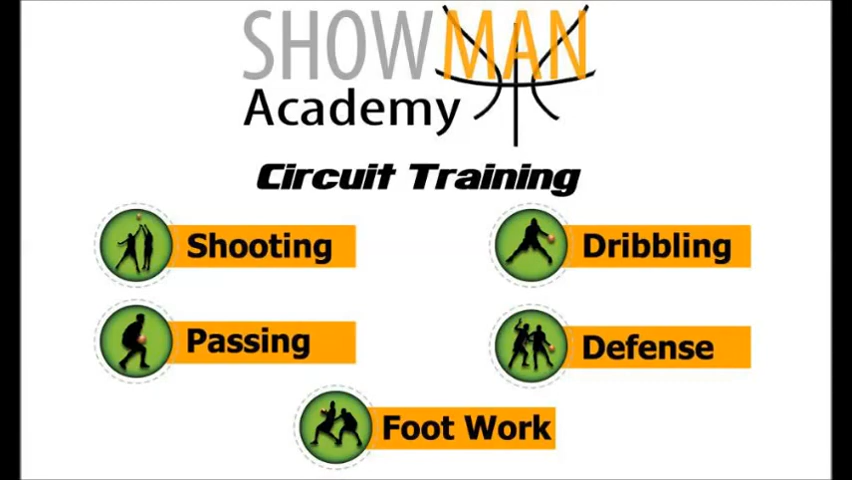 SHOWMAN
Academy
Circuit Training
Shooting
Dribbling
Passing
Defense
Foot Work